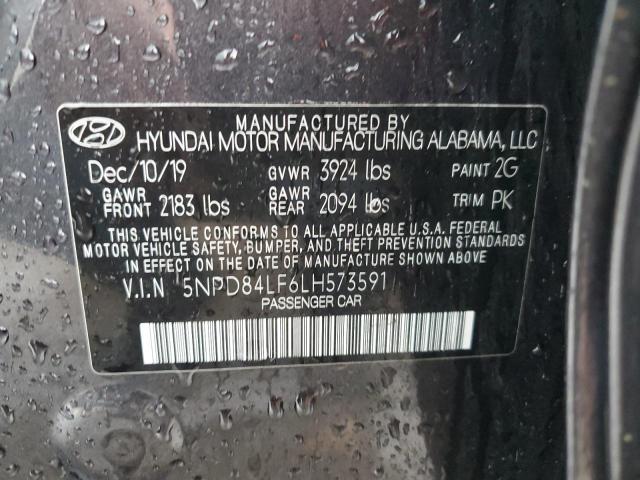 MANUFACTURED BY
HYUNDAI MOTOR MANUFACTURING ALABAMA, LLC
Dec/10/19 GVWR 3924 lbs PAINT 2G
GAWR FRONT 2183 lbs GAWR REAR 2094 lbs TRIM PK
THIS VEHICLE CONFORMS TO ALL APPLICABLE U.S.A. FEDERAL
MOTOR VEHICLE SAFETY, BUMPER, AND THEFT PREVENTION STANDARDS
IN EFFECT ON THE DATE OF MANUFACTURE SHOWN ABOVE
V.I.N 5NPD84LF6LH573591
PASSENGER CAR